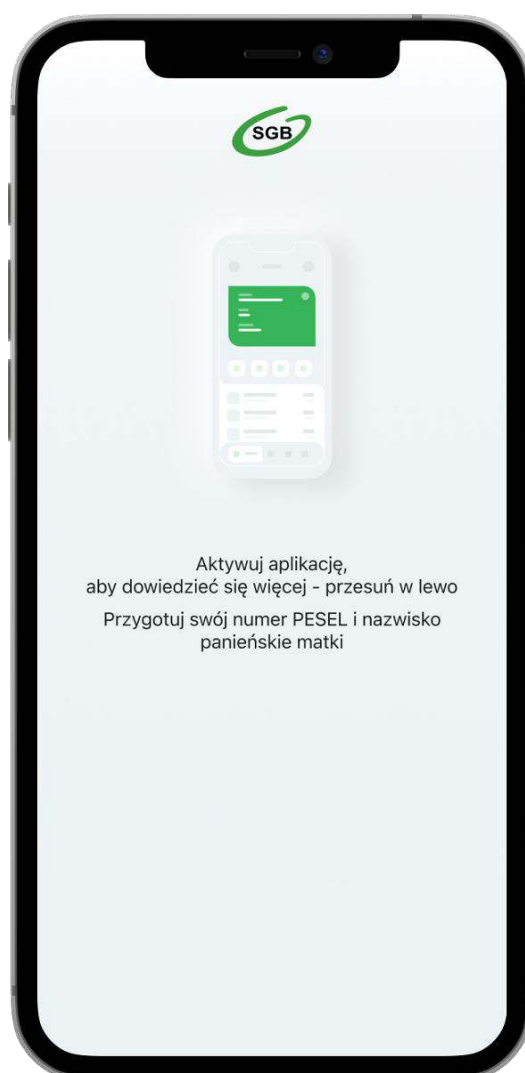 SGB
Aktywuj aplikację,
aby dowiedzieć się więcej - przesuń w lewo
Przygotuj swój numer PESEL i nazwisko
panieńskie matki